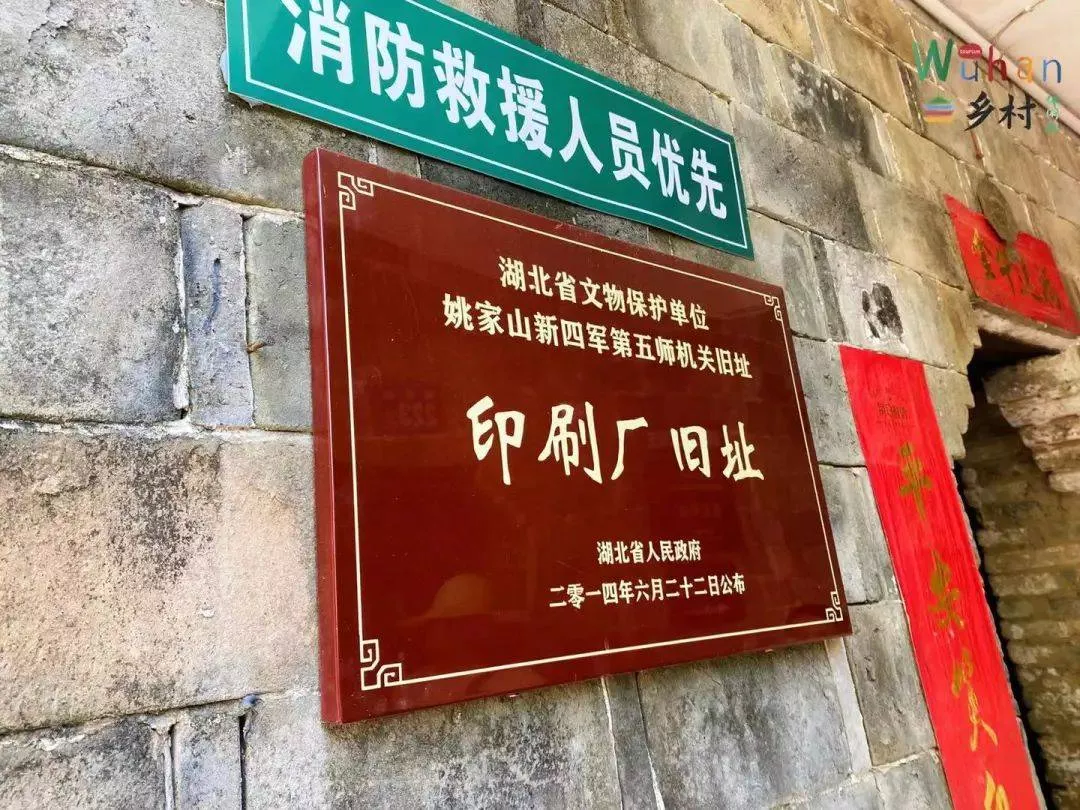 消防救援人员优先
Wuhan
tourism
乡村
湖北省文物保护单位
姚家山新四军第五师机关旧址
印刷厂旧址
湖北省人民政府
二零一四年六月二十二日公布
平安